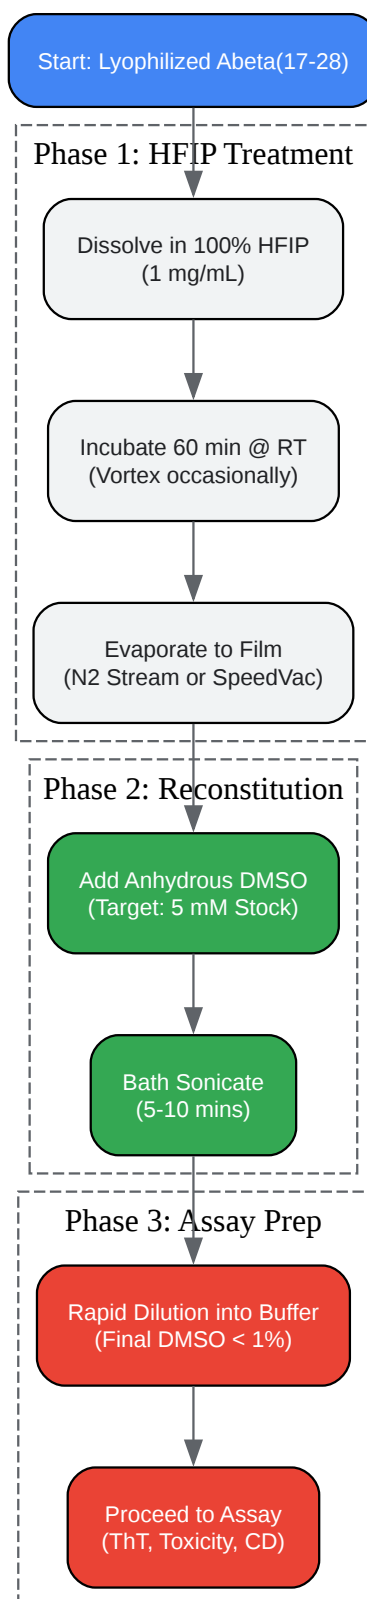 Start: Lyophilized Abeta(17-28)
Phase 1: HFIP Treatment
Dissolve in 100% HFIP
(1 mg/mL)
Incubate 60 min @ RT
(Vortex occasionally)
Evaporate to Film
(N2 Stream or SpeedVac)
Phase 2: Reconstitution
Add Anhydrous DMSO
(Target: 5 mM Stock)
Bath Sonicate
(5-10 mins)
Phase 3: Assay Prep
Rapid Dilution into Buffer
(Final DMSO < 1%)
Proceed to Assay
(ThT, Toxicity, CD)